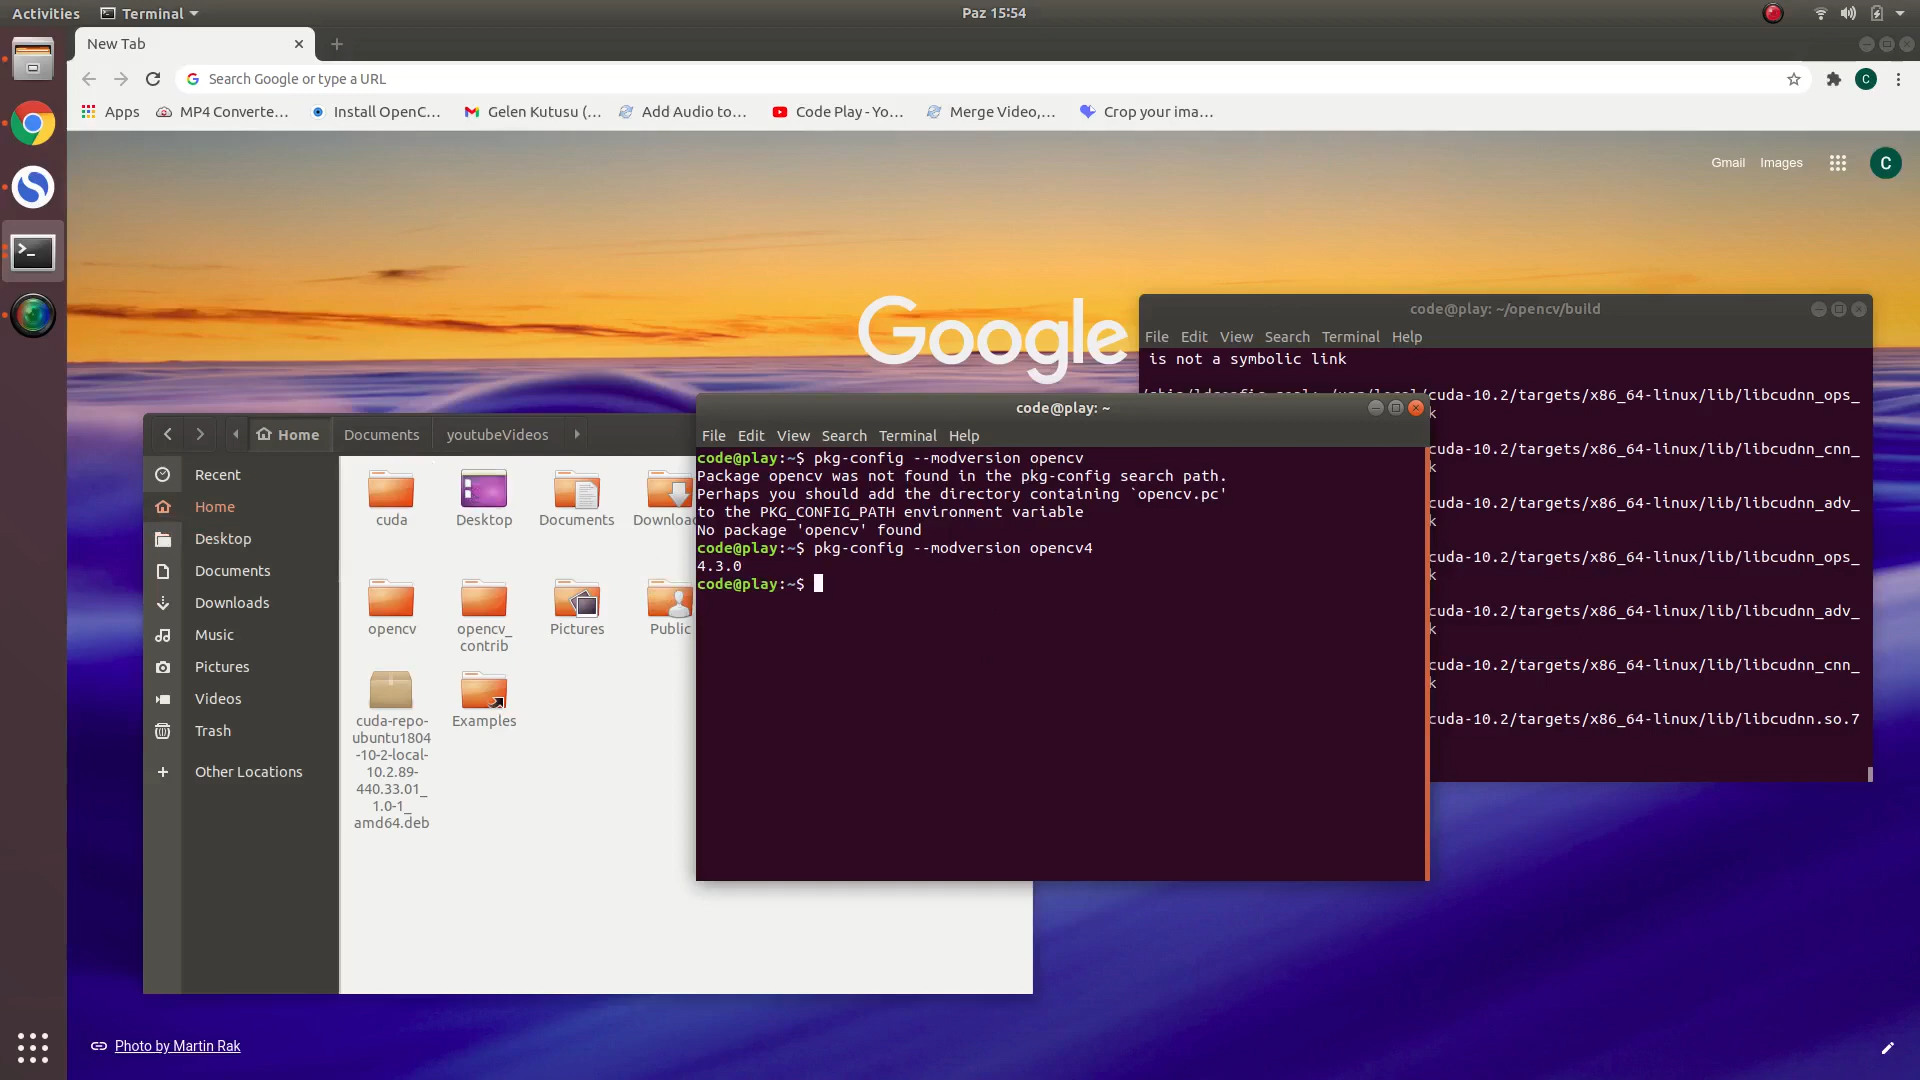 Activities
Terminal
Paz 15:54
New Tab
Search Google or type a URL
Apps
MP4 Converte...
Install OpenC...
Gelen Kutusu (...
Add Audio to...
Code Play - Yo...
Merge Video,...
Crop your ima...
C
Gmail
Images
C
Google
code@play: ~/opencv/build
File Edit View Search Terminal Help
is not a symbolic link
cuda-10.2/targets/x86_64-linux/lib/libcudnn_ops_
k
cuda-10.2/targets/x86_64-linux/lib/libcudnn_cnn_
k
cuda-10.2/targets/x86_64-linux/lib/libcudnn_adv_
k
cuda-10.2/targets/x86_64-linux/lib/libcudnn_ops_
k
cuda-10.2/targets/x86_64-linux/lib/libcudnn_adv_
k
cuda-10.2/targets/x86_64-linux/lib/libcudnn_cnn_
k
cuda-10.2/targets/x86_64-linux/lib/libcudnn.so.7
code@play: ~
File Edit View Search Terminal Help
code@play:~$ pkg-config --modversion opencv
Package opencv was not found in the pkg-config search path.
Perhaps you should add the directory containing `opencv.pc'
to the PKG_CONFIG_PATH environment variable
No package 'opencv' found
code@play:~$ pkg-config --modversion opencv4
4.3.0
code@play:~$
Home
Documents
youtubeVideos
Recent
Home
Desktop
Documents
Downloads
Music
Pictures
Videos
Trash
Other Locations
cuda
Desktop
Documents
Downloa
opencv
opencv_
contrib
Pictures
Public
cuda-repo-
ubuntu1804
-10-2-local-
10.2.89-
440.33.01_
1.0-1_
amd64.deb
Examples
Photo by Martin Rak